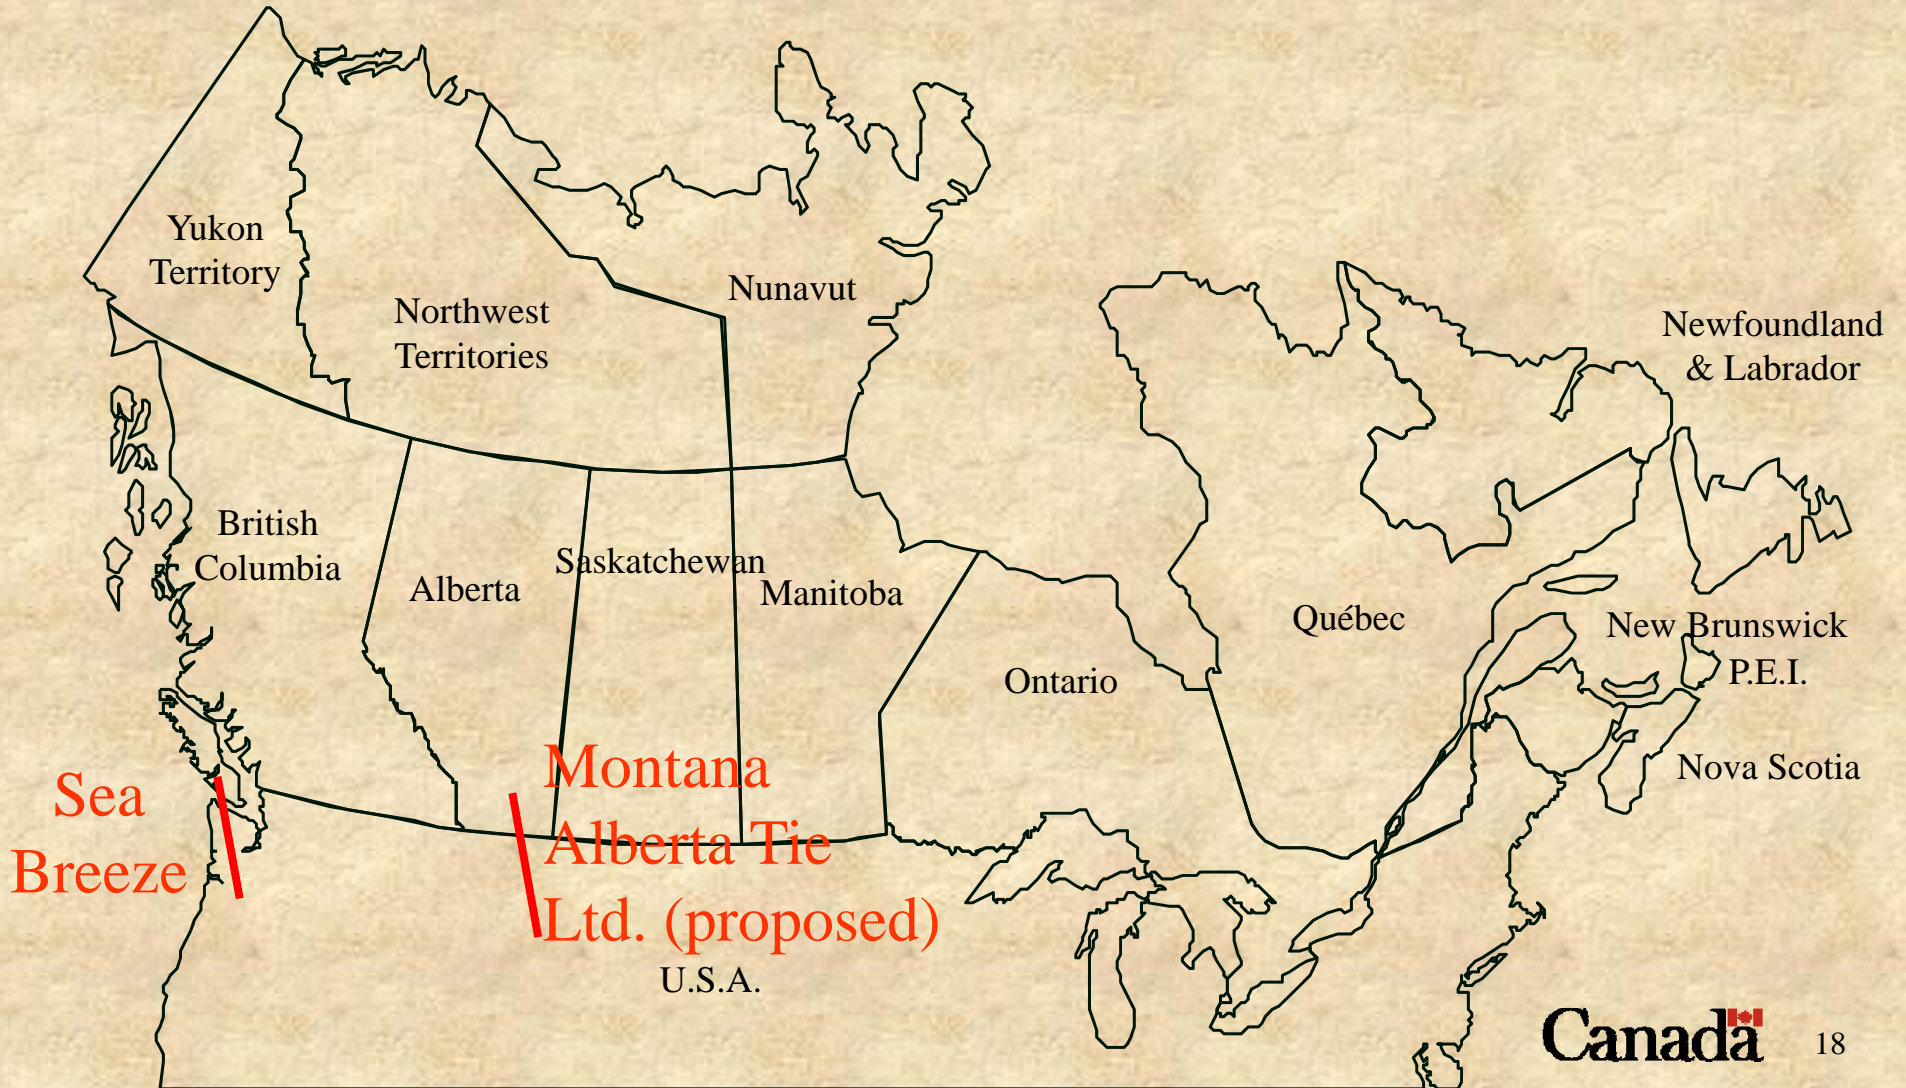 Yukon
Territory
Northwest
Territories
Nunavut
Newfoundland
& Labrador
British
Columbia
Alberta
Saskatchewan
Manitoba
Ontario
Québec
New Brunswick
P.E.I.
Nova Scotia
Sea
Breeze
Montana
Alberta Tie
Ltd. (proposed)
U.S.A.
Canada
18